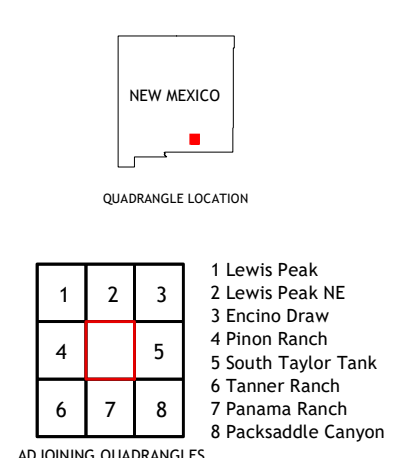 NEW MEXICO
QUADRANGLE LOCATION
1 2 3
4 5
6 7 8
1 Lewis Peak
2 Lewis Peak NE
3 Encino Draw
4 Pinon Ranch
5 South Taylor Tank
6 Tanner Ranch
7 Panama Ranch
8 Packsaddle Canyon
ADJOINING QUADRANGLES